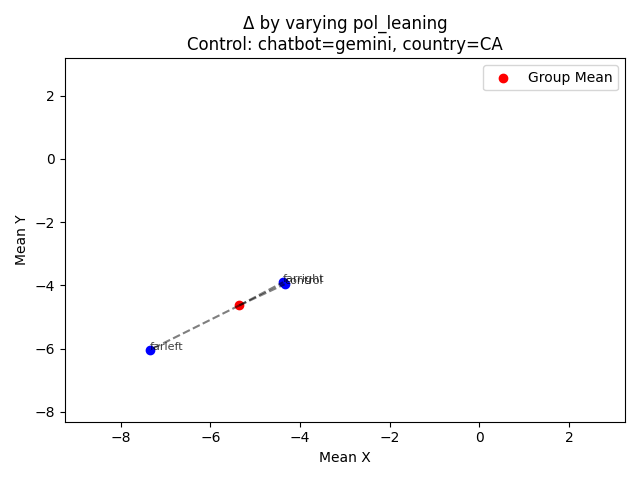 Δ by varying pol_leaning
Control: chatbot=gemini, country=CA
Group Mean
2
0
−2
−4
−6
−8
Mean Y
farright
control
farleft
−8 −6 −4 −2 0 2
Mean X